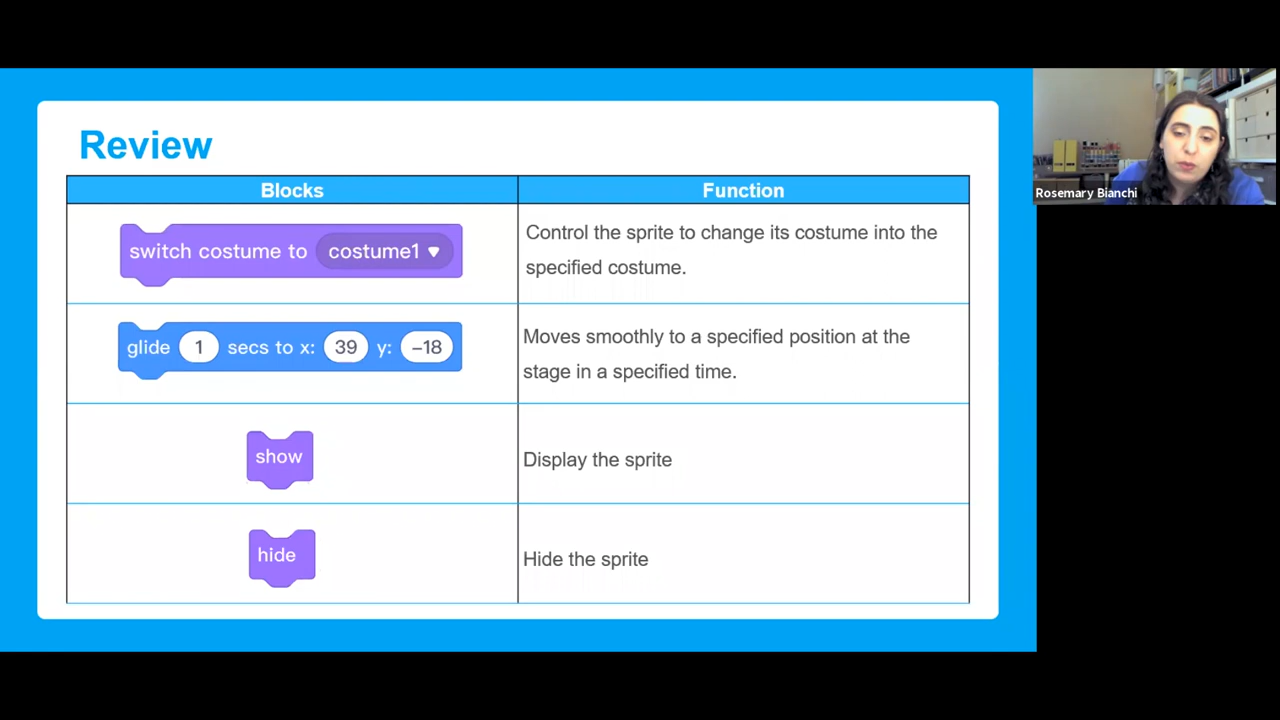 Review
Blocks
Function
switch costume to costume1
Control the sprite to change its costume into the
specified costume.
glide 1 secs to x: 39 y: −18
Moves smoothly to a specified position at the
stage in a specified time.
show
Display the sprite
hide
Hide the sprite
Rosemary Bianchi